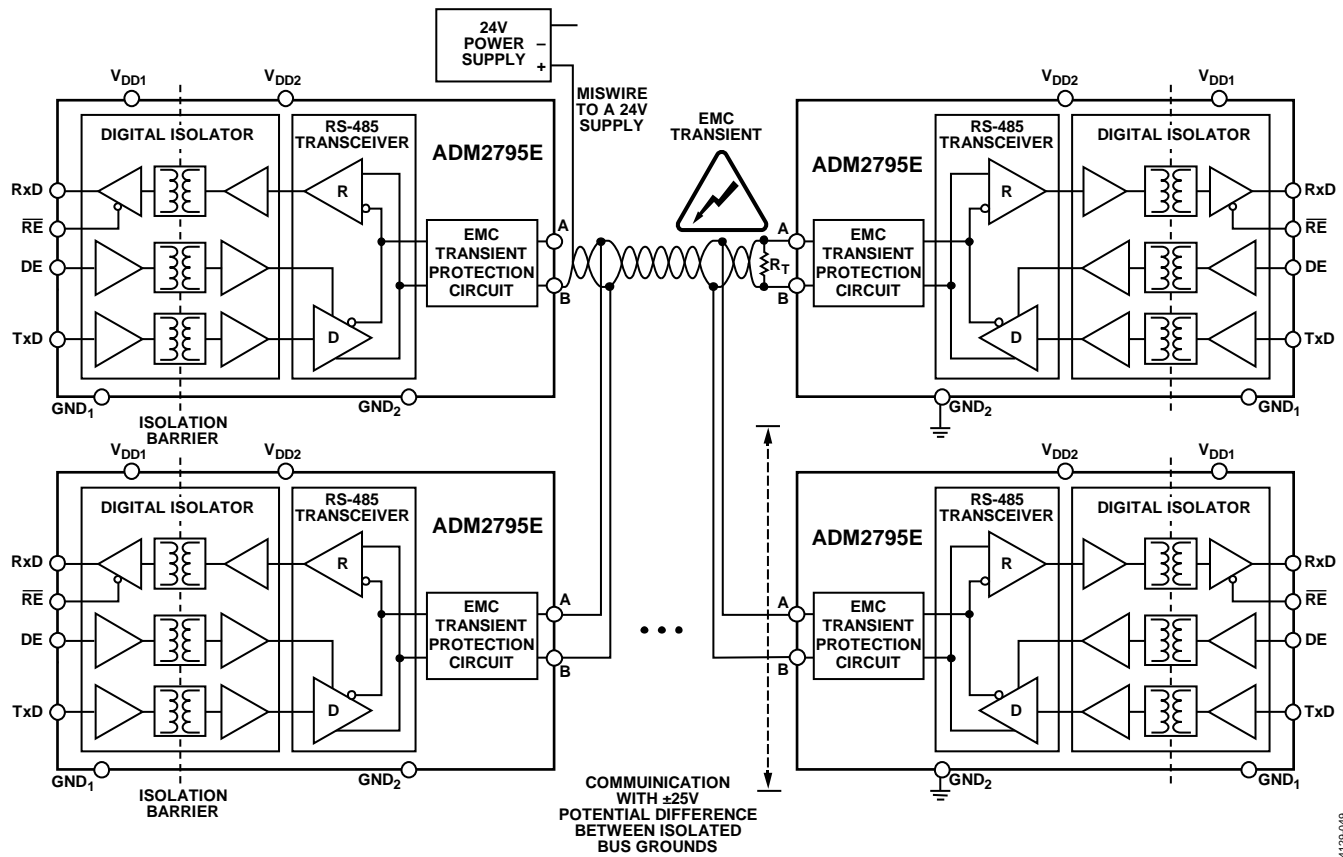 24V
POWER
SUPPLY
–
+
MISWIRE
TO A 24V
SUPPLY
EMC
TRANSIENT
VDD1
VDD2
DIGITAL ISOLATOR
RS-485
TRANSCEIVER
ADM2795E
RxD
RE
DE
TxD
R
D
EMC
TRANSIENT
PROTECTION
CIRCUIT
A
B
GND1
GND2
ISOLATION
BARRIER
RT
VDD2
VDD1
RS-485
TRANSCEIVER
DIGITAL ISOLATOR
ADM2795E
A
B
EMC
TRANSIENT
PROTECTION
CIRCUIT
R
D
RxD
RE
DE
TxD
GND2
GND1
VDD1
VDD2
DIGITAL ISOLATOR
RS-485
TRANSCEIVER
ADM2795E
RxD
RE
DE
TxD
R
D
EMC
TRANSIENT
PROTECTION
CIRCUIT
A
B
GND1
GND2
ISOLATION
BARRIER
VDD2
VDD1
RS-485
TRANSCEIVER
DIGITAL ISOLATOR
ADM2795E
A
B
EMC
TRANSIENT
PROTECTION
CIRCUIT
R
D
RxD
RE
DE
TxD
GND2
GND1
COMMUINICATION
WITH ±25V
POTENTIAL DIFFERENCE
BETWEEN ISOLATED
BUS GROUNDS